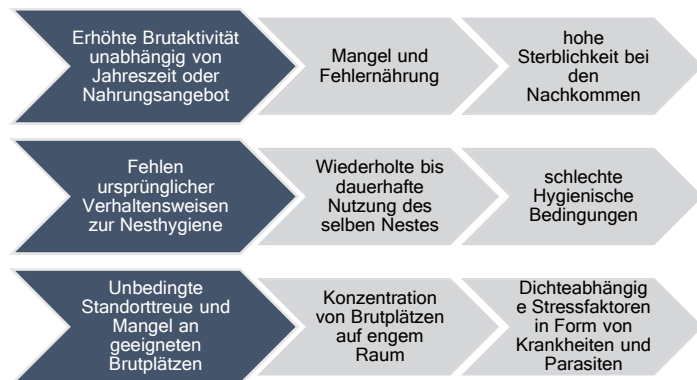 Erhöhte Brutaktivität
unabhängig von
Jahreszeit oder
Nahrungsangebot
Mangel und
Fehlernährung
hohe
Sterblichkeit bei
den
Nachkommen
Fehlen
ursprünglicher
Verhaltensweisen
zur Nesthygiene
Wiederholte bis
dauerhafte
Nutzung des
selben Nestes
schlechte
Hygienische
Bedingungen
Unbedingte
Standorttreue und
Mangel an
geeigneten
Brutplätzen
Konzentration
von Brutplätzen
auf engem
Raum
Dichteabhängig
e Stressfaktoren
in Form von
Krankheiten und
Parasiten